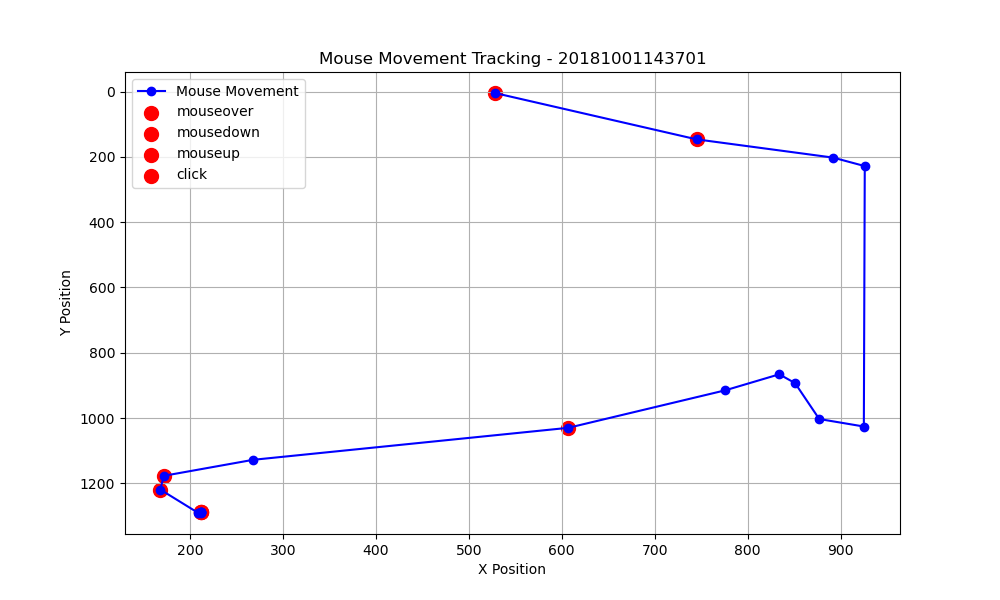 Mouse Movement Tracking - 20181001143701
Mouse Movement
mouseover
mousedown
mouseup
click
0
200
400
600
800
1000
1200
Y Position
200 300 400 500 600 700 800 900
X Position